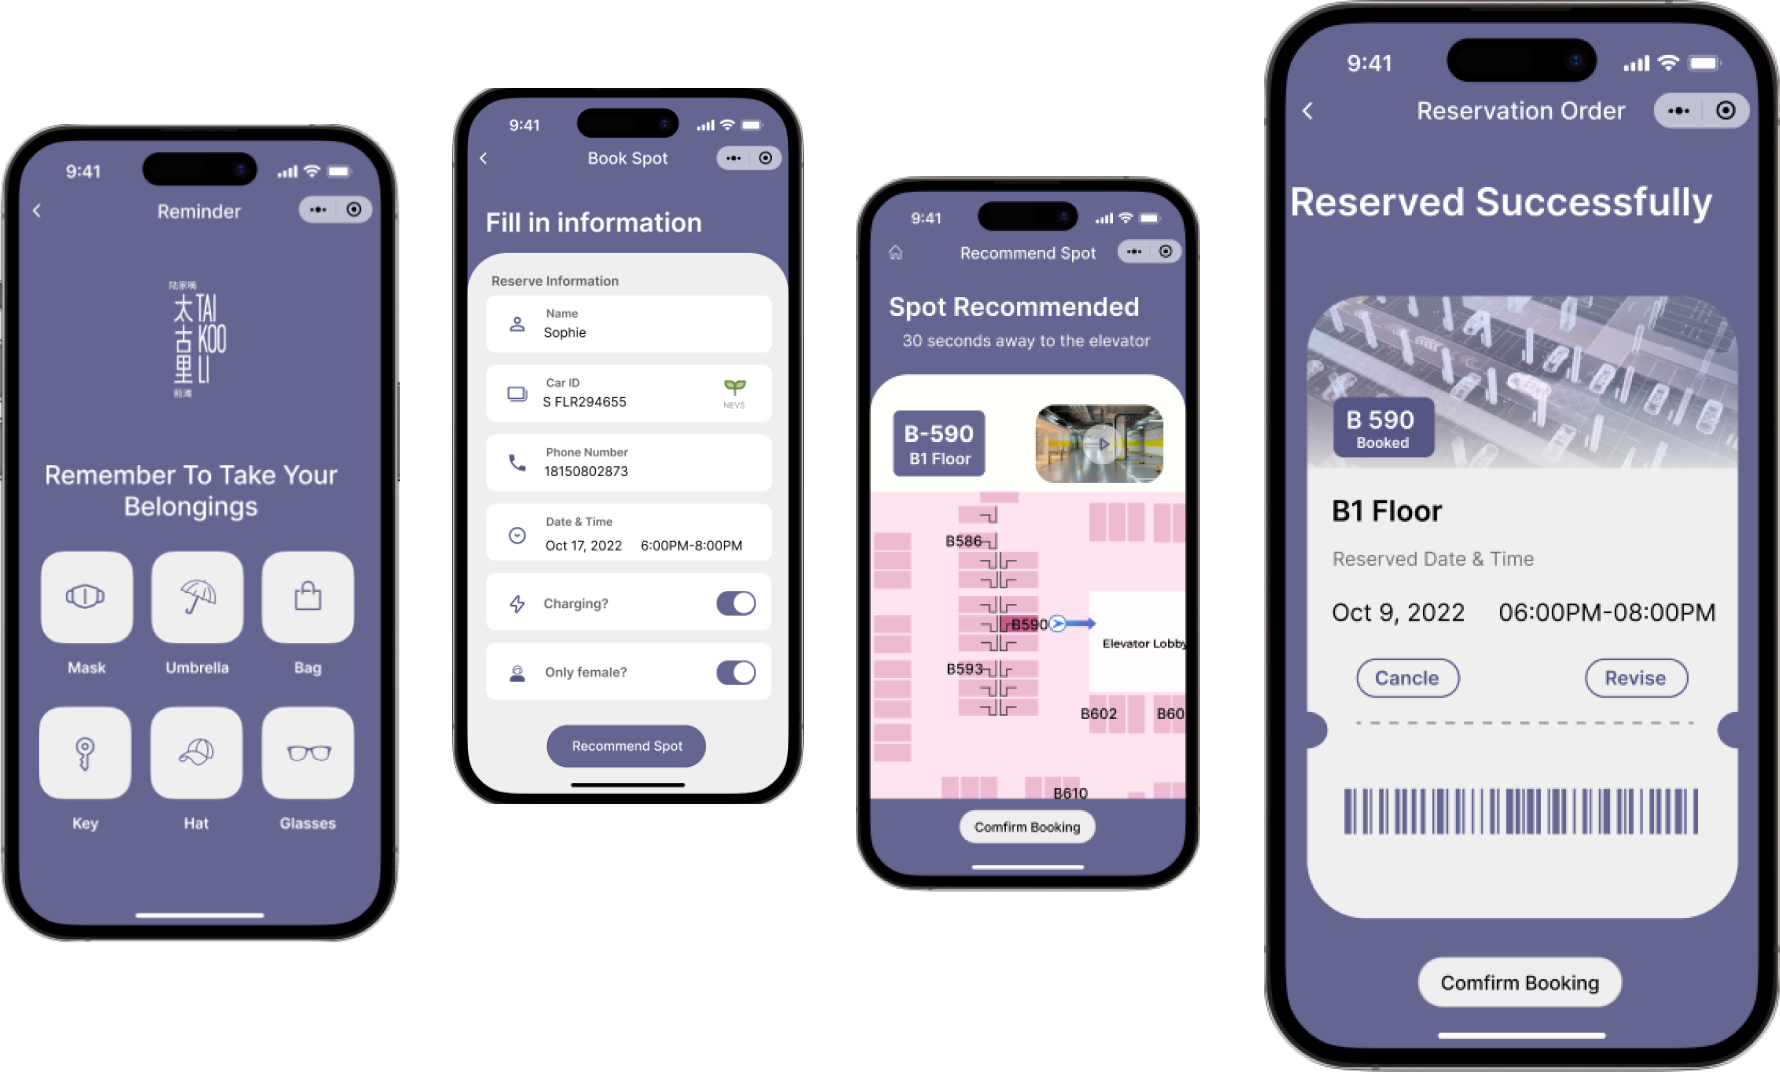 9:41
Reminder
陆家嘴
太古里
TAI
KOO
LI
前滩
Remember To Take Your
Belongings
Mask
Umbrella
Bag
Key
Hat
Glasses
9:41
Book Spot
Fill in information
Reserve Information
Name
Sophie
Car ID
S FLR294655
NEVS
Phone Number
18150802873
Date & Time
Oct 17, 2022 6:00PM-8:00PM
Charging?
Only female?
Recommend Spot
9:41
Recommend Spot
Spot Recommended
30 seconds away to the elevator
B-590
B1 Floor
B586
B590
Elevator Lobby
B593
B602
B60
B610
Comfirm Booking
9:41
Reservation Order
Reserved Successfully
B 590
Booked
B1 Floor
Reserved Date & Time
Oct 9, 2022 06:00PM-08:00PM
Cancle
Revise
Comfirm Booking